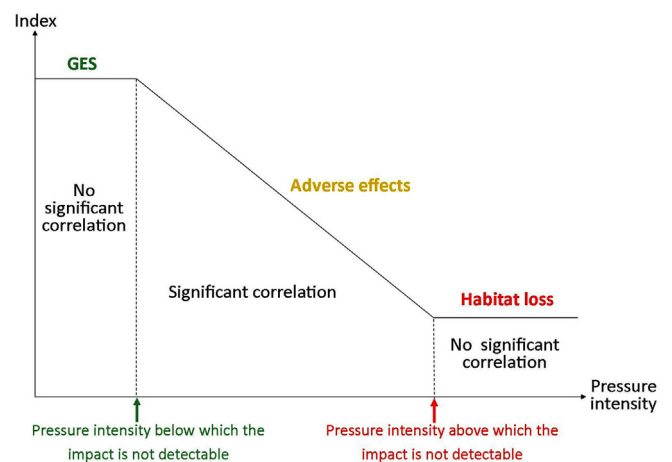 Index
GES
No
significant
correlation
Adverse effects
Significant correlation
Habitat loss
No significant
correlation
Pressure
intensity
Pressure intensity below which the
impact is not detectable
Pressure intensity above which the
impact is not detectable